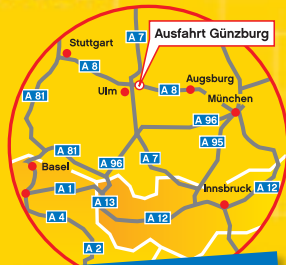 A 7
Ausfahrt Günzburg
Stuttgart
A 8
Augsburg
Ulm
A 8
München
A 81
A 96
A 95
A 81
A 96
A 7
Basel
A 1
A 13
Innsbruck
A 12
A 4
A 12
A 2